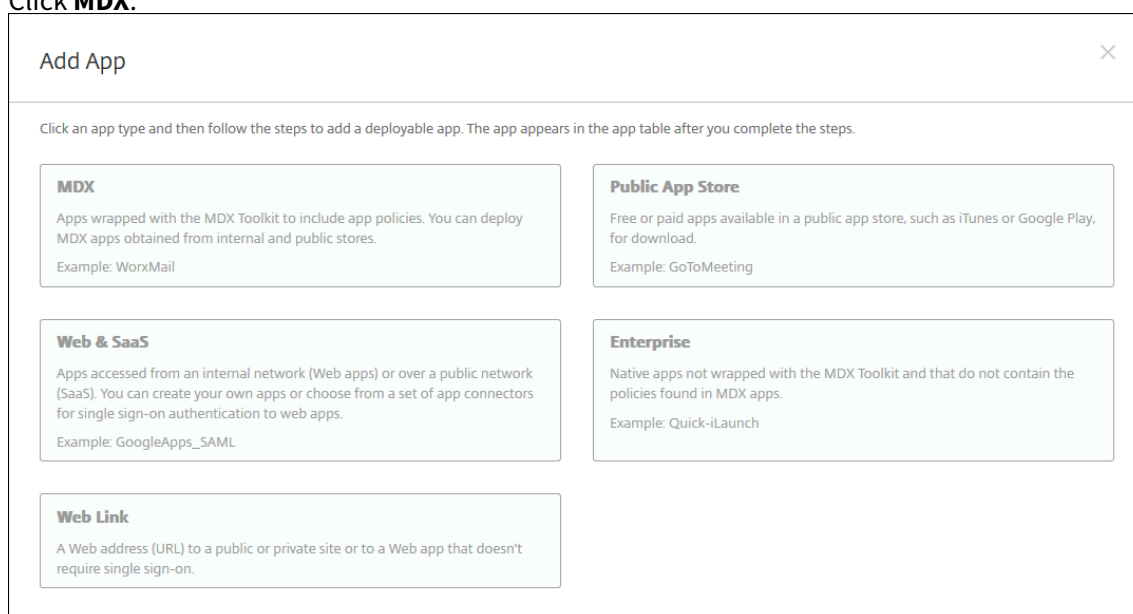 Click MDX.
Add App
Click an app type and then follow the steps to add a deployable app. The app appears in the app table after you complete the steps.
MDX
Apps wrapped with the MDX Toolkit to include app policies. You can deploy
MDX apps obtained from internal and public stores.
Example: WorxMail
Public App Store
Free or paid apps available in a public app store, such as iTunes or Google Play,
for download.
Example: GoToMeeting
Web & SaaS
Apps accessed from an internal network (Web apps) or over a public network
(SaaS). You can create your own apps or choose from a set of app connectors
for single sign-on authentication to web apps.
Example: GoogleApps_SAML
Enterprise
Native apps not wrapped with the MDX Toolkit and that do not contain the
policies found in MDX apps.
Example: Quick-iLaunch
Web Link
A Web address (URL) to a public or private site or to a Web app that doesn't
require single sign-on.